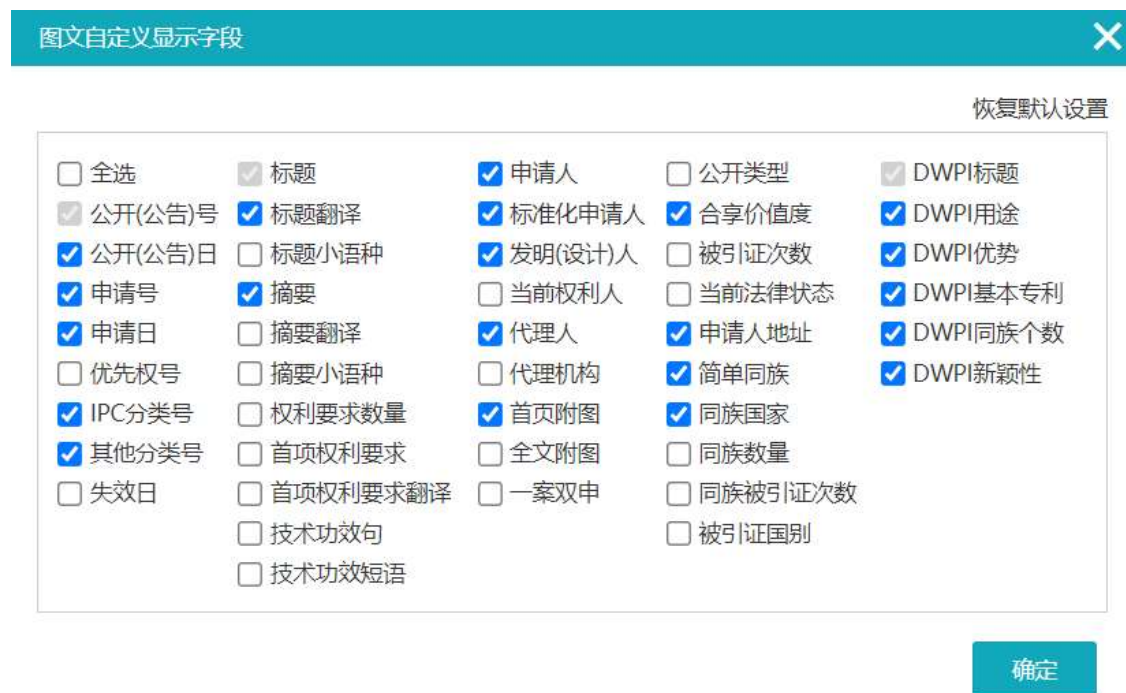 图文自定义显示字段
恢复默认设置
全选 标题 申请人 公开类型 DWPI标题
公开(公告)号 标题翻译 标准化申请人 合享价值度 DWPI用途
公开(公告)日 标题小语种 发明(设计)人 被引证次数 DWPI优势
申请号 摘要 当前权利人 当前法律状态 DWPI基本专利
申请日 摘要翻译 代理人 申请人地址 DWPI同族个数
优先权号 摘要小语种 代理机构 简单同族 DWPI新颖性
IPC分类号 权利要求数量 首页附图 同族国家
其他分类号 首项权利要求 全文附图 同族数量
失效日 首项权利要求翻译 一案双申 同族被引证次数
技术功效句 被引证国别
技术功效短语
确定